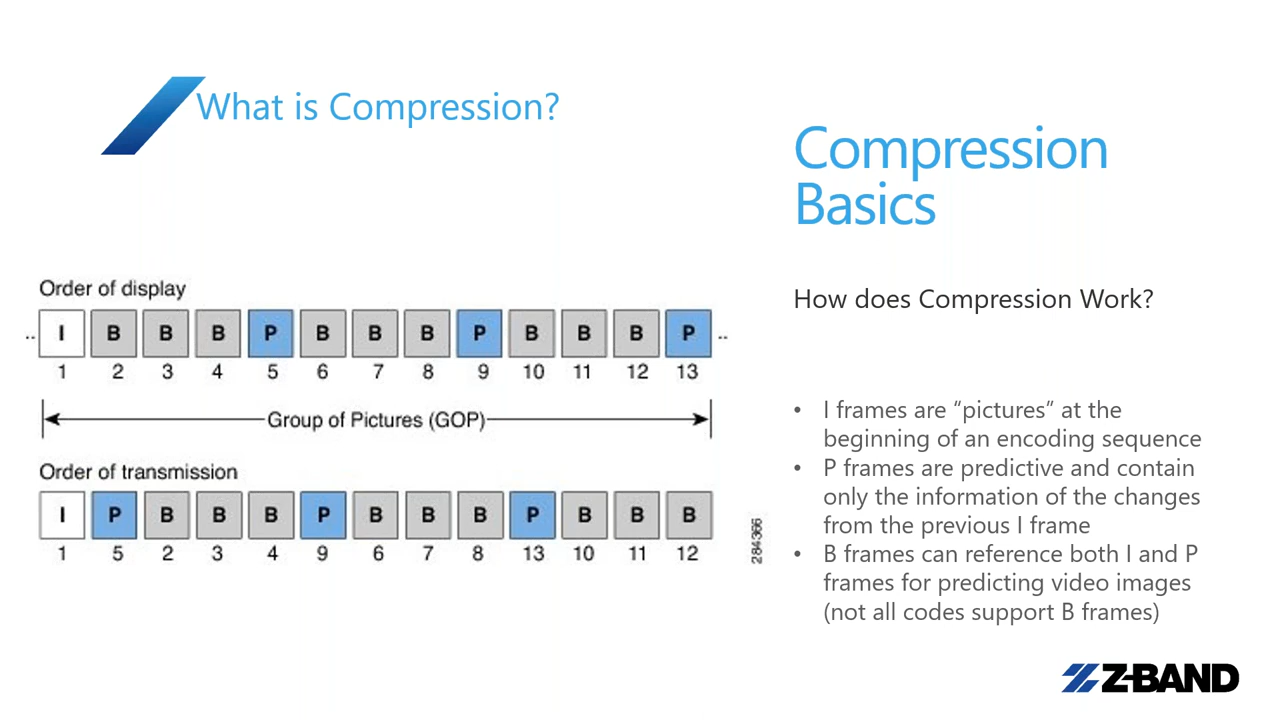 What is Compression?
Compression
Basics
Order of display
.. I B B B P B B B P B B B P ..
1 2 3 4 5 6 7 8 9 10 11 12 13
Group of Pictures (GOP)
Order of transmission
I P B B B P B B B P B B B
1 5 2 3 4 9 6 7 8 13 10 11 12
284366
How does Compression Work?
• I frames are “pictures” at the
beginning of an encoding sequence
• P frames are predictive and contain
only the information of the changes
from the previous I frame
• B frames can reference both I and P
frames for predicting video images
(not all codes support B frames)
Z-BAND